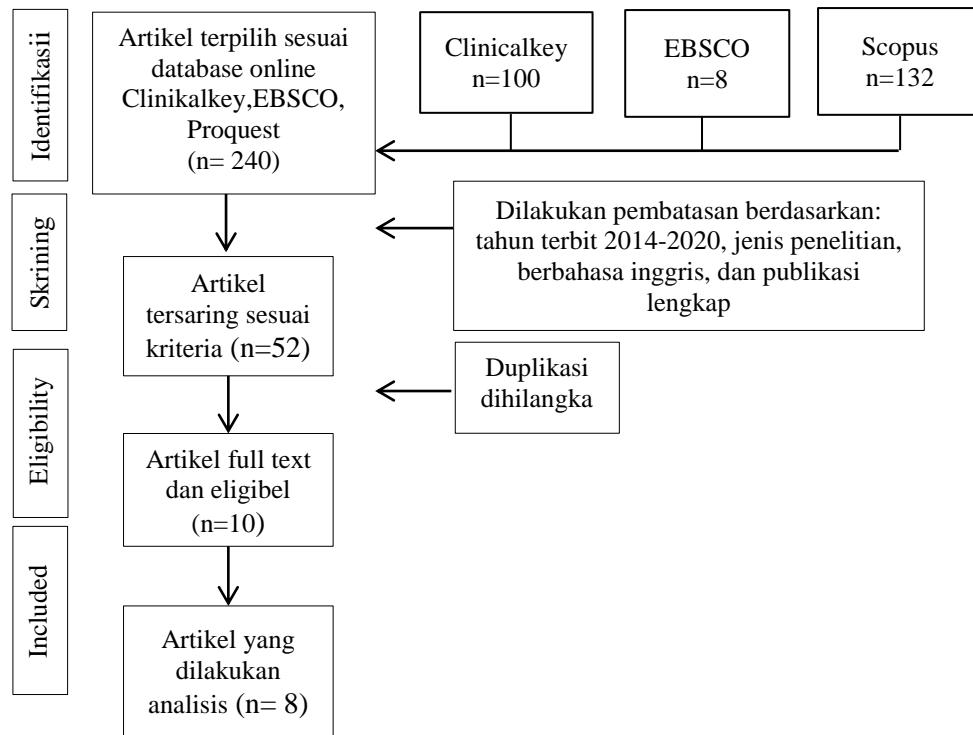 Identifikasii
Artikel terpilih sesuai
database online
Clinikalkey,EBSCO,
Proquest
(n= 240)
Clinicalkey
n=100
EBSCO
n=8
Scopus
n=132
Skrining
Dilakukan pembatasan berdasarkan:
tahun terbit 2014-2020, jenis penelitian,
berbahasa inggris, dan publikasi
lengkap
Artikel
tersaring sesuai
kriteria (n=52)
Eligibility
Duplikasi
dihilangka
Artikel full text
dan eligibel
(n=10)
Included
Artikel yang
dilakukan
analisis (n= 8)